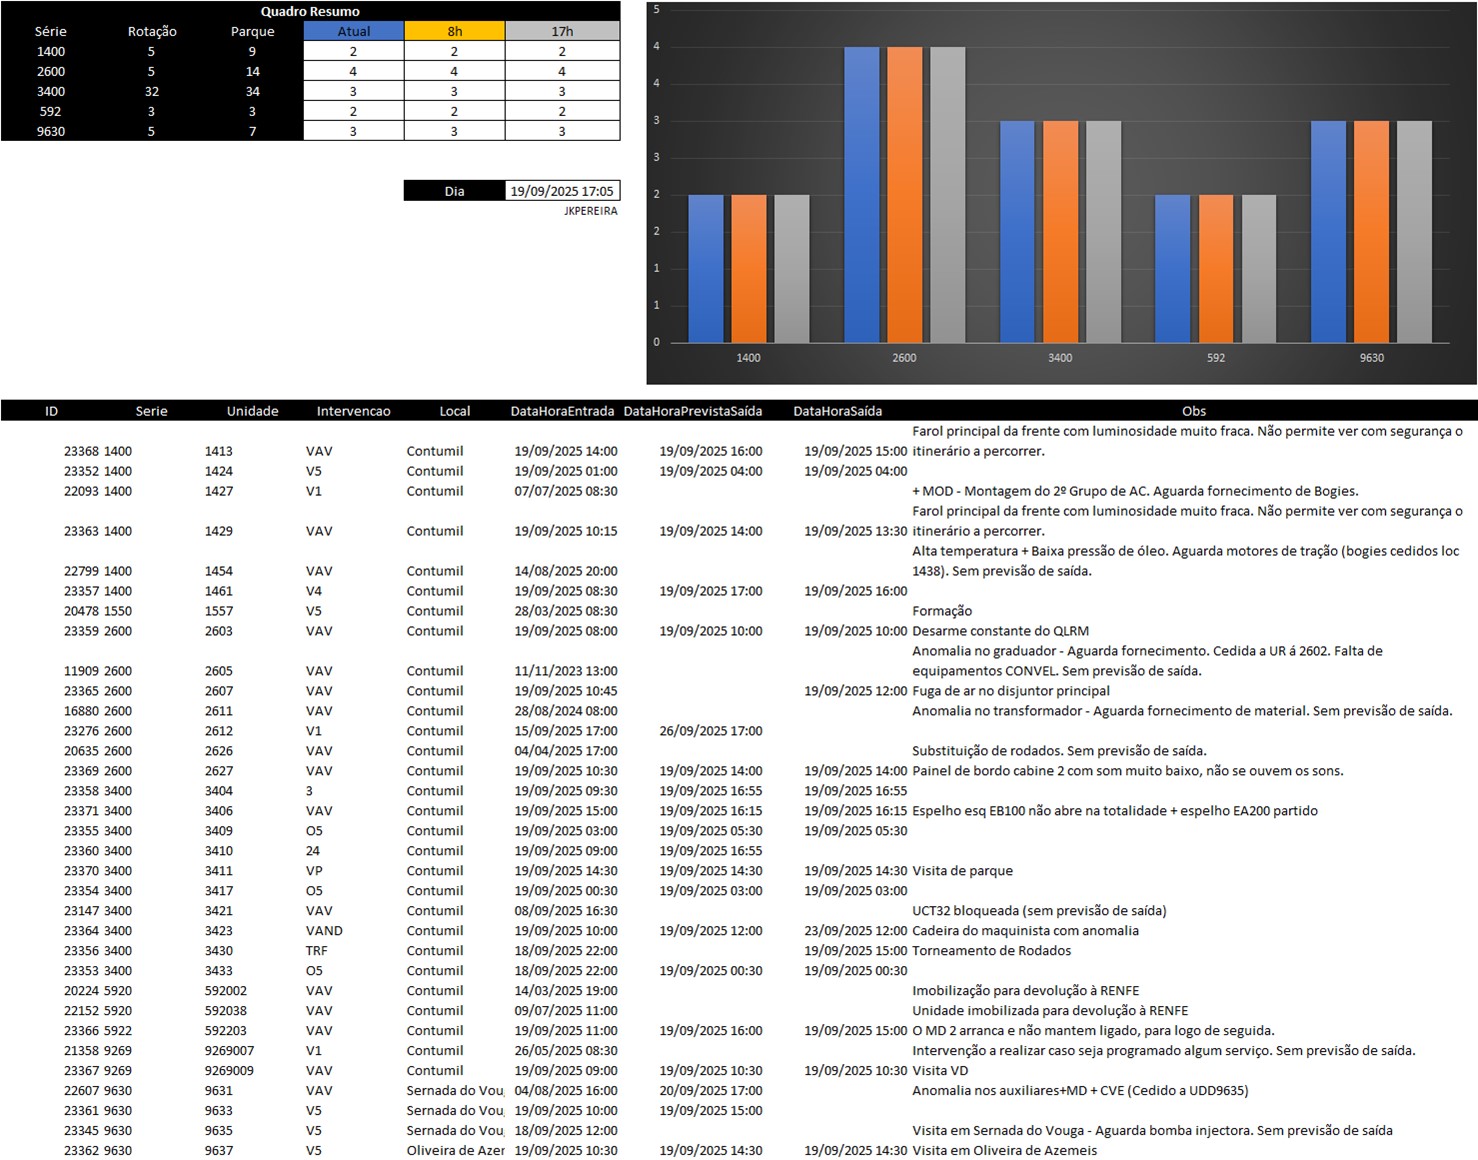 Quadro Resumo
Série Rotação Parque Atual 8h 17h
1400 5 9 2 2 2
2600 5 14 4 4 4
3400 32 34 3 3 3
592 3 3 2 2 2
9630 5 7 3 3 3
Dia 19/09/2025 17:05
JKPEREIRA
5
4
4
3
3
2
2
1
1
0
1400 2600 3400 592 9630
ID Serie Unidade Intervencao Local DataHoraEntrada DataHoraPrevistaSaída DataHoraSaída Obs
Farol principal da frente com luminosidade muito fraca. Não permite ver com segurança o
23368 1400 1413 VAV Contumil 19/09/2025 14:00 19/09/2025 16:00 19/09/2025 15:00 itinerário a percorrer.
23352 1400 1424 V5 Contumil 19/09/2025 01:00 19/09/2025 04:00 19/09/2025 04:00
22093 1400 1427 V1 Contumil 07/07/2025 08:30 + MOD - Montagem do 2º Grupo de AC. Aguarda fornecimento de Bogies.
Farol principal da frente com luminosidade muito fraca. Não permite ver com segurança o
23363 1400 1429 VAV Contumil 19/09/2025 10:15 19/09/2025 14:00 19/09/2025 13:30 itinerário a percorrer.
Alta temperatura + Baixa pressão de óleo. Aguarda motores de tração (bogies cedidos loc
22799 1400 1454 VAV Contumil 14/08/2025 20:00 1438). Sem previsão de saída.
23357 1400 1461 V4 Contumil 19/09/2025 08:30 19/09/2025 17:00 19/09/2025 16:00
20478 1550 1557 V5 Contumil 28/03/2025 08:30 Formação
23359 2600 2603 VAV Contumil 19/09/2025 08:00 19/09/2025 10:00 19/09/2025 10:00 Desarme constante do QLRM
Anomalia no graduador - Aguarda fornecimento. Cedida a UR á 2602. Falta de
11909 2600 2605 VAV Contumil 11/11/2023 13:00 equipamentos CONVEL. Sem previsão de saída.
23365 2600 2607 VAV Contumil 19/09/2025 10:45 19/09/2025 12:00 Fuga de ar no disjuntor principal
16880 2600 2611 VAV Contumil 28/08/2024 08:00 Anomalia no transformador - Aguarda fornecimento de material. Sem previsão de saída.
23276 2600 2612 V1 Contumil 15/09/2025 17:00 26/09/2025 17:00
20635 2600 2626 VAV Contumil 04/04/2025 17:00 Substituição de rodados. Sem previsão de saída.
23369 2600 2627 VAV Contumil 19/09/2025 10:30 19/09/2025 14:00 19/09/2025 14:00 Painel de bordo cabine 2 com som muito baixo, não se ouvem os sons.
23358 3400 3404 3 Contumil 19/09/2025 09:30 19/09/2025 16:55 19/09/2025 16:55
23371 3400 3406 VAV Contumil 19/09/2025 15:00 19/09/2025 16:15 19/09/2025 16:15 Espelho esq EB100 não abre na totalidade + espelho EA200 partido
23355 3400 3409 O5 Contumil 19/09/2025 03:00 19/09/2025 05:30 19/09/2025 05:30
23360 3400 3410 24 Contumil 19/09/2025 09:00 19/09/2025 16:55
23370 3400 3411 VP Contumil 19/09/2025 14:30 19/09/2025 14:30 19/09/2025 14:30 Visita de parque
23354 3400 3417 O5 Contumil 19/09/2025 00:30 19/09/2025 03:00 19/09/2025 03:00
23147 3400 3421 VAV Contumil 08/09/2025 16:30 UCT32 bloqueada (sem previsão de saída)
23364 3400 3423 VAND Contumil 19/09/2025 10:00 19/09/2025 12:00 23/09/2025 12:00 Cadeira do maquinista com anomalia
23356 3400 3430 TRF Contumil 18/09/2025 22:00 19/09/2025 15:00 Torneamento de Rodados
23353 3400 3433 O5 Contumil 18/09/2025 22:00 19/09/2025 00:30 19/09/2025 00:30
20224 5920 592002 VAV Contumil 14/03/2025 19:00 Imobilização para devolução à RENFE
22152 5920 592038 VAV Contumil 09/07/2025 11:00 Unidade imobilizada para devolução à RENFE
23366 5922 592203 VAV Contumil 19/09/2025 11:00 19/09/2025 16:00 19/09/2025 15:00 O MD 2 arranca e não mantem ligado, para logo de seguida.
21358 9269 9269007 V1 Contumil 26/05/2025 08:30 Intervenção a realizar caso seja programado algum serviço. Sem previsão de saída.
23367 9269 9269009 VAV Contumil 19/09/2025 09:00 19/09/2025 10:30 19/09/2025 10:30 Visita VD
22607 9630 9631 VAV Sernada do Vou 04/08/2025 16:00 20/09/2025 17:00 Anomalia nos auxiliares+MD + CVE (Cedido a UDD9635)
23361 9630 9633 V5 Sernada do Vou 19/09/2025 10:00 19/09/2025 15:00
23345 9630 9635 V5 Sernada do Vou 18/09/2025 12:00 Visita em Sernada do Vouga - Aguarda bomba injectora. Sem previsão de saída
23362 9630 9637 V5 Oliveira de Azer 19/09/2025 10:30 19/09/2025 14:30 19/09/2025 14:30 Visita em Oliveira de Azemeis